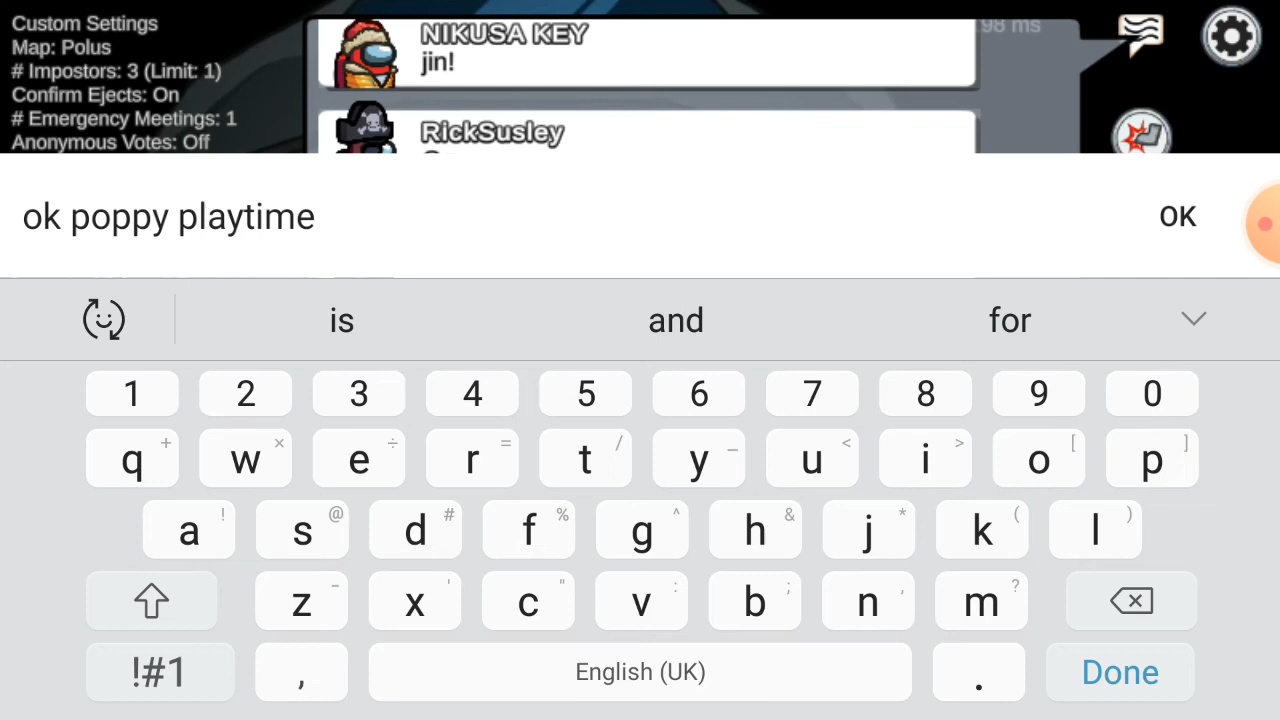 Custom Settings
Map: Polus
# Impostors: 3 (Limit: 1)
Confirm Ejects: On
# Emergency Meetings: 1
Anonymous Votes: Off
NIKUSA KEY
jin!
.98 ms
RickSusley
ok poppy playtime
OK
is and for
1 2 3 4 5 6 7 8 9 0
q + w × e ÷ r = t / y _ u < i > o [ p ]
a ! s @ d # f % g ^ h & j * k ( l )
z - x ' c " v : b ; n , m ?
!#1 , English (UK) . Done